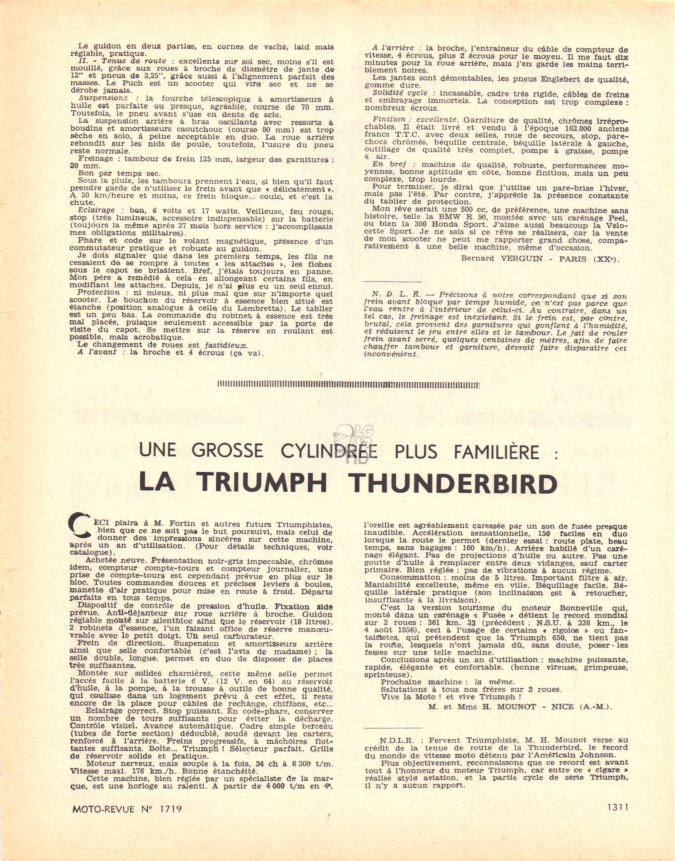 Le guidon en deux parties, en cornes de vache, laid mais
réglable, pratique.
II. - Tenue de route : excellente sur sol sec, moins s'il est
mouillé, grâce aux roues à broche de diamètre de jante de
12" et pneus de 3,25", grâce aussi à l'alignement parfait des
masses. Le Puch est un scooter qui vire sec et ne se
dérobe jamais.
Suspensions : la fourche télescopique à amortisseurs à
huile est parfaite ou presque, agréable, course de 70 mm.
Toutefois, le pneu avant s'use en dents de scie.
La suspension arrière à bras oscillants avec ressorts à
boudins et amortisseurs caoutchouc (course 80 mm) est trop
sèche en solo, à peine acceptable en duo. La roue arrière
rebondit sur les nids de poule, toutefois, l'usure du pneu
reste normale.
Freinage : tambour de frein 125 mm, largeur des garnitures :
20 mm.
Bon par temps sec.
Sous la pluie, les tambours prennent l'eau, si bien qu'il faut
prendre garde de n'utiliser le frein avant que « délicatement ».
A 50 km/heure et moins, ce frein bloque... couic, et c'est la
chute.
Eclairage : bon, 6 volts et 17 watts. Veilleuse, feu rouge,
stop (très lumineux, accessoire indispensable) sur la batterie
(toujours la même après 27 mois hors service : j'accomplissais
mes obligations militaires).
Phare et code sur le volant magnétique, présence d'un
commutateur pratique et robuste au guidon.
Je dois signaler que dans les premiers temps, les fils ne
cessaient de se rompre à toutes « les attaches », les fiches
sous le capot se brisaient. Bref, j'étais toujours en panne.
Mon père a remédié à cela en allongeant certains fils, en
modifiant les attaches. Depuis, je n'ai plus eu un seul ennui.
Protection : ni mieux, ni plus mal que sur n'importe quel
scooter. Le bouchon du réservoir à essence bien situé est
étanche (position analogue à celle du Lambretta). Le tablier
est un peu bas. La commande du robinet à essence est très
mal placée, puisque seulement accessible par la porte de
visite du capot. Se mettre sur la réserve en roulant est
possible, mais acrobatique.
Le changement de roues est fastidieux.
A l'avant : la broche et 4 écrous (ça va).
A l'arrière : la broche, l'entraîneur du câble de compteur de
vitesse, 4 écrous, plus 2 écrous pour le moyeu. Il me faut dix
minutes pour la roue arrière, mais j'en garde les mains terri-
blement noires.
Les jantes sont démontables, les pneus Englebert de qualité,
gomme dure.
Solidité cycle : incassable, cadre très rigide, câbles de freins
et embrayage immortels. La conception est trop complexe :
nombreux écrous.
Finition : excellente. Garniture de qualité, chromes irrépro-
chables. Il était livré et vendu à l'époque 163.000 anciens
francs T.T.C. avec deux selles, roue de secours, stop, pare-
chocs chromés, béquille centrale, béquille latérale à gauche,
outillage de qualité très complet, pompe à graisse, pompe
à air.
En bref : machine de qualité, robuste, performances mo-
yennes, bonne aptitude en côte, bonne finition, mais un peu
complexe, trop lourde.
Pour terminer, je dirai que j'utilise un pare-brise l'hiver,
mais pas l'été. Par contre, j'apprécie la présence constante
du tablier de protection.
Mon rêve serait une 500 cc, de préférence, une machine sans
histoire, telle la BMW R 50, montée avec un carénage Peel,
ou bien la 300 Honda Sport. J'aime aussi beaucoup la Velo-
cette Sport. Je ne sais si ce rêve se réalisera, car la vente
de mon scooter ne peut me rapporter grand chose, compa-
rativement à une belle machine, même d'occasion.
Bernard VERGUIN - PARIS (XXe).
N. D. L. R. — Précisons à notre correspondant que si son
frein avant bloque par temps humide, ce n'est pas parce que
l'eau rentre à l'intérieur de celui-ci. Au contraire, dans un
tel cas, le freinage est inexistant. Si le frein est, par contre,
brutal, cela provient des garnitures qui gonflent à l'humidité,
et réduisent le jeu entre elles et le tambour. Le fait de rouler
frein avant serré, quelques centaines de mètres, afin de faire
chauffer tambour et garniture, devrait faire disparaître cet
inconvénient.
UNE GROSSE CYLINDRÉE PLUS FAMILIÈRE :
LA TRIUMPH THUNDERBIRD
CECI plaira à M. Fortin et autres futurs Triumphistes,
bien que ce ne soit pas le but poursuivi, mais celui de
donner des impressions sincères sur cette machine,
après un an d'utilisation. (Pour détails techniques, voir
catalogue).
Achetée neuve. Présentation noir-gris impeccable, chrômes
idem, compteur compte-tours et compteur journalier, une
prise de compte-tours est cependant prévue en plus sur le
bloc. Toutes commandes douces et précises leviers à boules,
manette d'air pratique pour mise en route à froid. Départs
parfaits en tous temps.
Dispositif de contrôle de pression d'huile. Fixation side
prévue. Anti-déjanteur sur roue arrière à broche. Guidon
réglable monté sur silentbloc ainsi que le réservoir (18 litres).
2 robinets d'essence, l'un faisant office de réserve manœu-
vrable avec le petit doigt. Un seul carburateur.
Frein de direction. Suspension et amortisseurs arrière
ainsi que selle confortable (c'est l'avis de madame) ; la
selle double, longue, permet en duo de disposer de places
très suffisantes.
Montée sur solides charnières, cette même selle permet
l'accès facile à la batterie 6 V. (12 V. en 64) au réservoir
d'huile, à la pompe, à la trousse à outils de bonne qualité,
qui coulisse dans un logement prévu à cet effet, il reste
encore de la place pour câbles de rechange, chiffons, etc...
Eclairage correct. Stop puissant. En code-phare, conserver
un nombre de tours suffisants pour éviter la décharge.
Contrôle visuel. Avance automatique. Cadre simple berceau
(tubes de forte section) dédoublé, soudé devant les carters,
renforcé à l'arrière. Freins progressifs, à mâchoires flot-
tantes suffisants. Boîte... Triumph ! Sélecteur parfait. Grille
de réservoir solide et pratique.
Moteur nerveux, mais souple à la fois, 34 ch à 6 300 t/m.
Vitesse maxi. 176 km./h. Bonne étanchéité.
Cette machine, bien réglée par un spécialiste de la mar-
que, est une horloge au ralenti. A partir de 4 000 t/m en 4e,
l'oreille est agréablement caressée par un son de fusée presque
inaudible. Accélération sensationnelle, 150 faciles en duo
lorsque la route le permet (dernier essai : route plate, beau
temps, sans bagages : 160 km/h). Arrière habillé d'un caré-
nage élégant. Pas de projections d'huile ou autre. Pas une
goutte d'huile à remplacer entre deux vidanges, sauf carter
primaire. Bien réglée : pas de vibrations à aucun régime.
Consommation : moins de 5 litres. Important filtre à air.
Maniabilité excellente, même en ville. Béquillage facile. Bé-
quille latérale pratique (son inclinaison est à retoucher,
insuffisante à la livraison).
C'est la version tourisme du moteur Bonneville qui,
monté dans un carénage « Fusée » détient le record mondial
sur 2 roues : 361 km. 33 (précédent : N.S.U. à 338 km., le
4 août 1956), ceci à l'usage de certains « rigolos » ou fan-
taisistes, qui prétendent que la Triumph 650, ne tient pas
la route, lesquels n'ont jamais dû, sans doute, poser les
fesses sur une telle machine.
Conclusions après un an d'utilisation : machine puissante,
rapide, élégante et confortable. (bonne vireuse, grimpeuse,
sprinteuse).
Prochaine machine : la même.
Salutations à tous nos frères sur 2 roues.
Vive la Moto ! et vive Triumph !
M. et Mme H. MOUNOT - NICE (A.-M.).
N.D.L.R. : Fervent Triumphiste, M. H. Mounot verse au
crédit de la tenue de route de la Thunderbird, le record
du monde de vitesse moto détenu par l'Américain Johnson.
Plus objectivement, reconnaissons que ce record est avant
tout à l'honneur du moteur Triumph, car entre ce « cigare »
réalisé style aviation, et la partie cycle de série Triumph,
il n'y a aucun rapport.
MOTO-REVUE N° 1719
1311